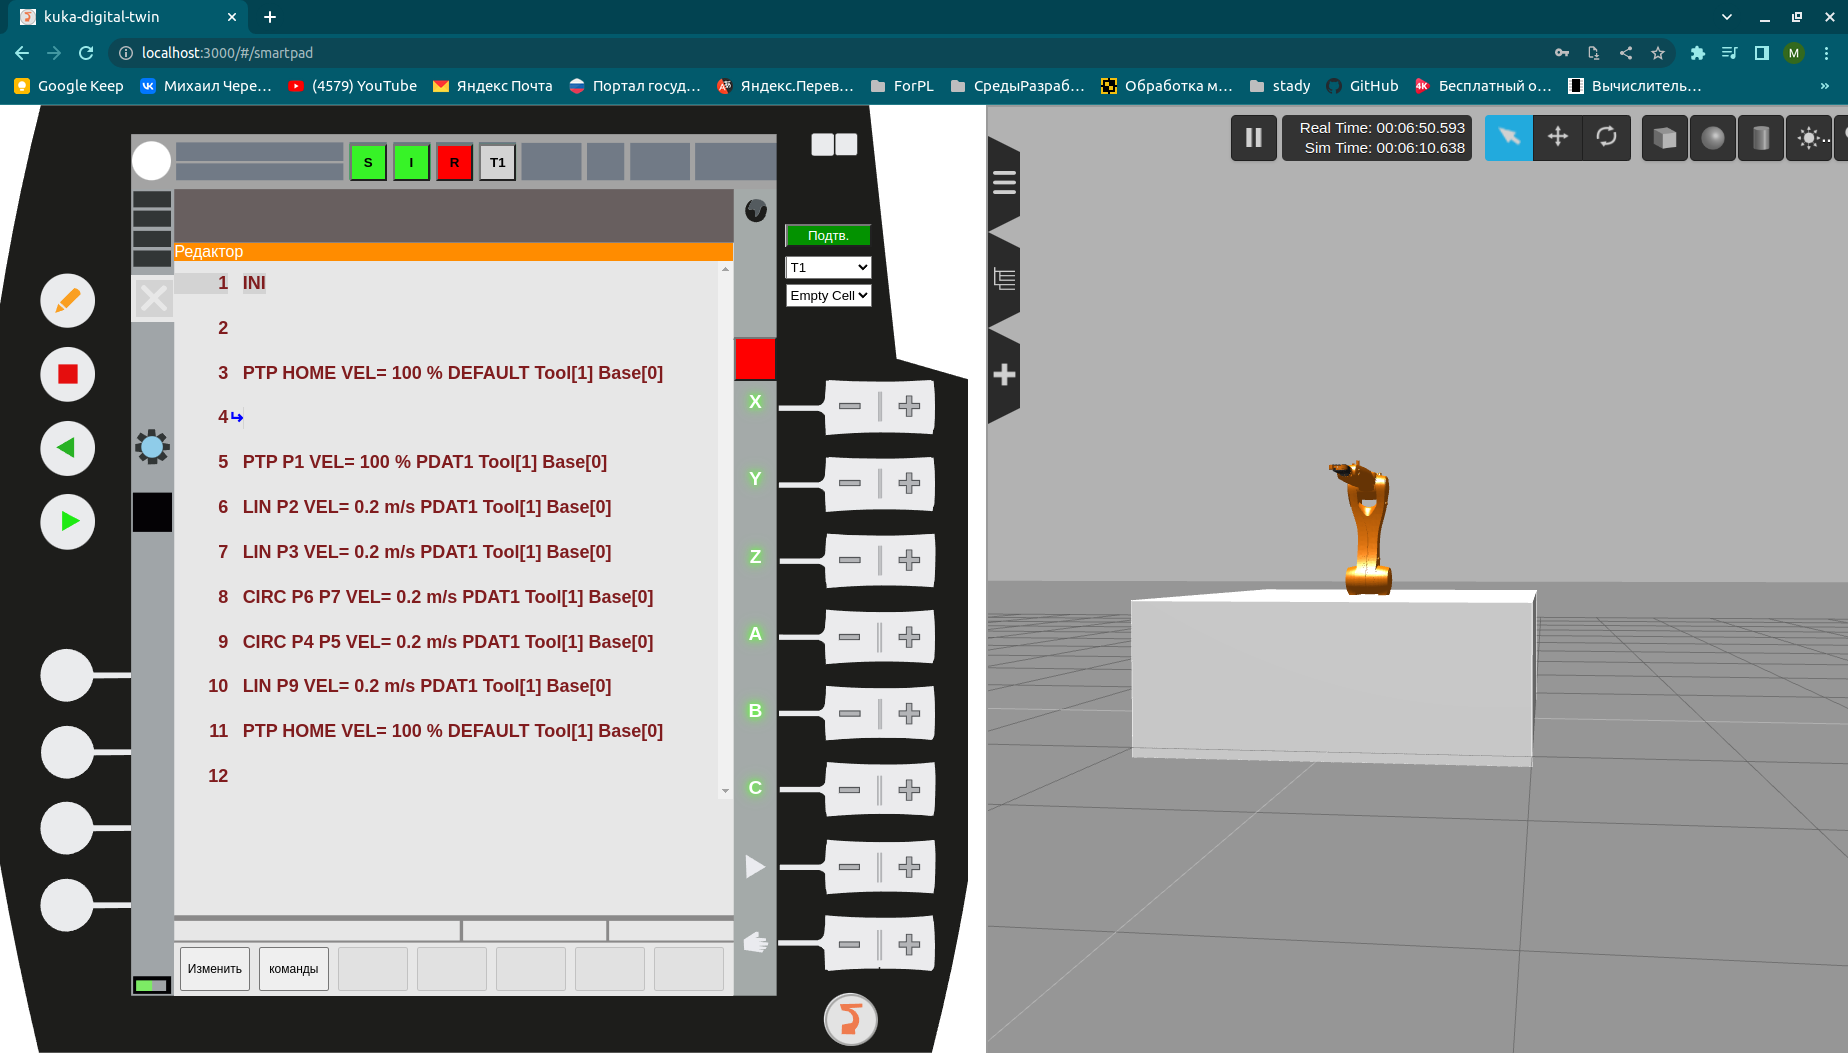 kuka-digital-twin
localhost:3000/#/smartpad
M
Google Keep
Михаил Чере...
(4579) YouTube
Яндекс Почта
Портал госуд...
Яндекс.Перев...
ForPL
СредыРазраб...
Обработка м...
stady
GitHub
4K
Бесплатный о...
Вычислитель...
»
S I R T1
Real Time: 00:06:50.593
Sim Time: 00:06:10.638
Подтв.
T1
Empty Cell
Редактор
1 INI
2
3 PTP HOME VEL= 100 % DEFAULT Tool[1] Base[0]
4
5 PTP P1 VEL= 100 % PDAT1 Tool[1] Base[0]
6 LIN P2 VEL= 0.2 m/s PDAT1 Tool[1] Base[0]
7 LIN P3 VEL= 0.2 m/s PDAT1 Tool[1] Base[0]
8 CIRC P6 P7 VEL= 0.2 m/s PDAT1 Tool[1] Base[0]
9 CIRC P4 P5 VEL= 0.2 m/s PDAT1 Tool[1] Base[0]
10 LIN P9 VEL= 0.2 m/s PDAT1 Tool[1] Base[0]
11 PTP HOME VEL= 100 % DEFAULT Tool[1] Base[0]
12
X
Y
Z
A
B
C
Изменить
команды